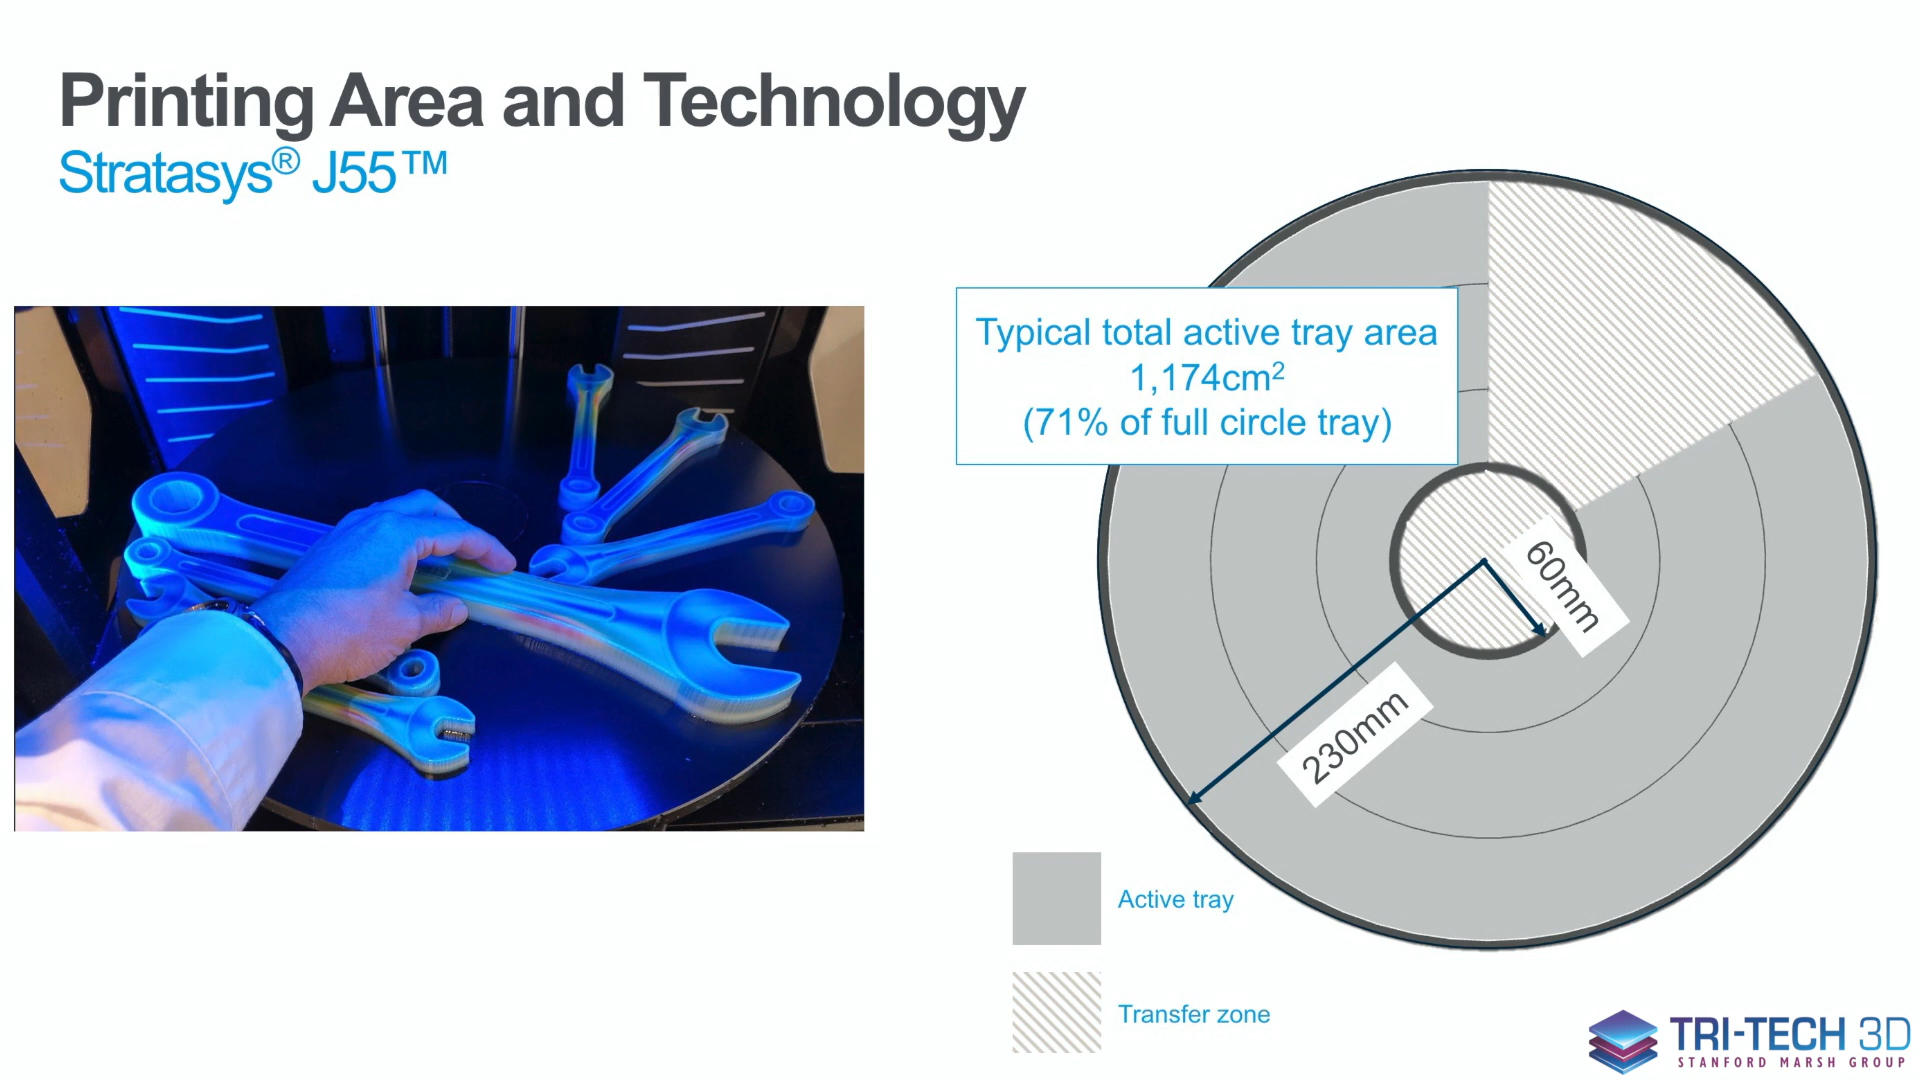 Printing Area and Technology
Stratasys® J55™
Typical total active tray area
1,174cm²
(71% of full circle tray)
60mm
230mm
Active tray
Transfer zone
TRI-TECH 3D
STANFORD MARSH GROUP